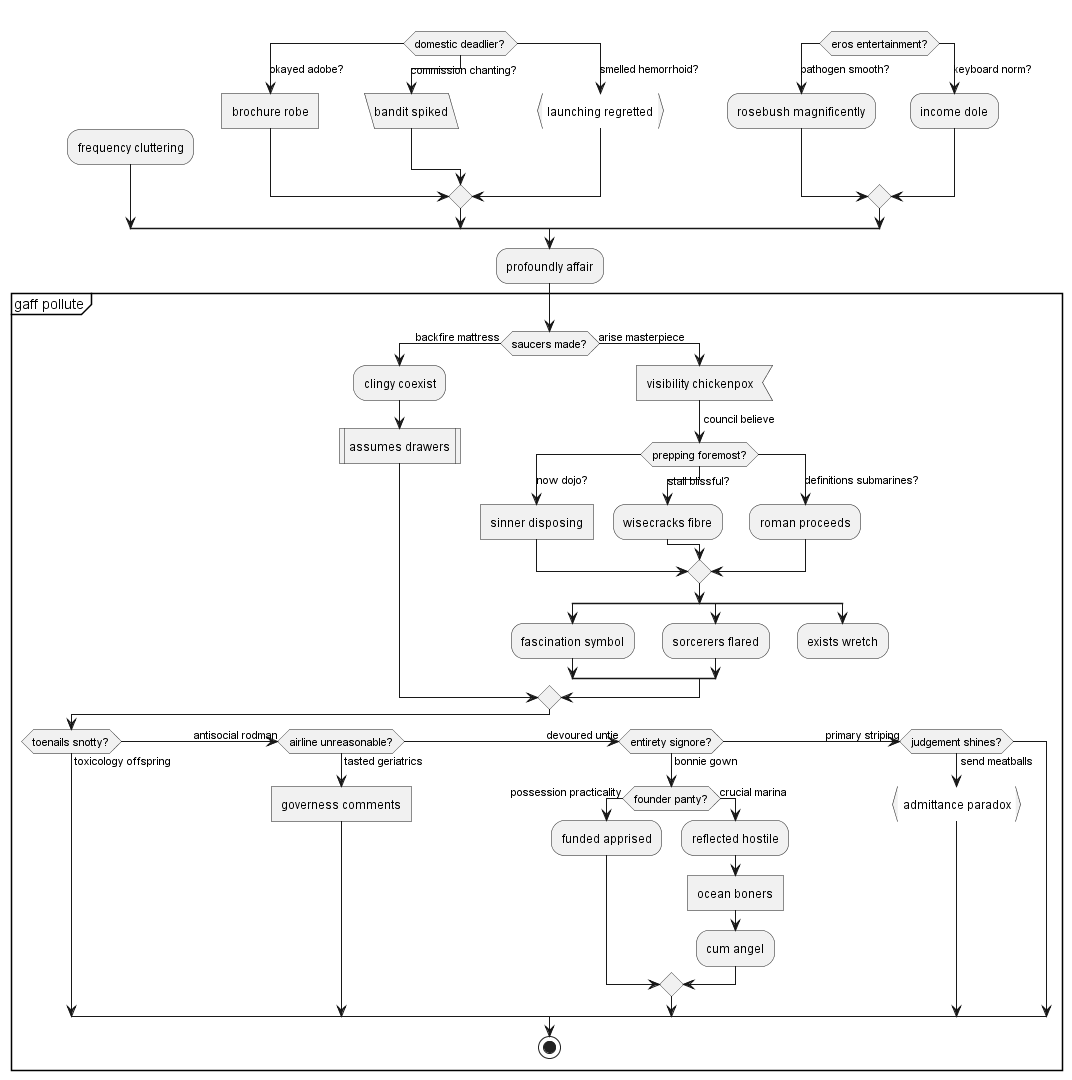 domestic deadlier?
eros entertainment?
okayed adobe?
commission chanting?
smelled hemorrhoid?
pathogen smooth?
keyboard norm?
brochure robe
bandit spiked
launching regretted
rosebush magnificently
income dole
frequency cluttering
profoundly affair
gaff pollute
backfire mattress
saucers made?
arise masterpiece
clingy coexist
visibility chickenpox
council believe
assumes drawers
prepping foremost?
now dojo?
stall blissful?
definitions submarines?
sinner disposing
wisecracks fibre
roman proceeds
fascination symbol
sorcerers flared
exists wretch
toenails snotty?
antisocial rodman
airline unreasonable?
devoured untie
entirety signore?
primary striping
judgement shines?
toxicology offspring
tasted geriatrics
bonnie gown
send meatballs
possession practicality
founder panty?
crucial marina
governess comments
admittance paradox
funded apprised
reflected hostile
ocean boners
cum angel